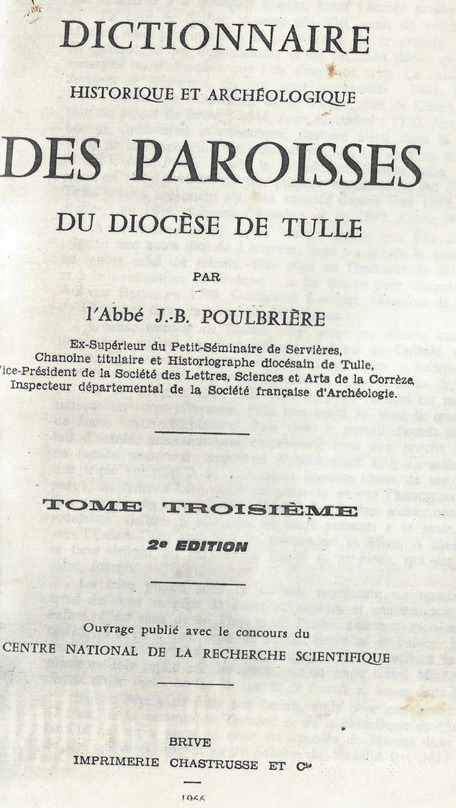 DICTIONNAIRE
HISTORIQUE ET ARCHÉOLOGIQUE
DES PAROISSES
DU DIOCÈSE DE TULLE
PAR
l'Abbé J.-B. POULBRIÈRE
Ex-Supérieur du Petit-Séminaire de Servières,
Chanoine titulaire et Historiographe diocésain de Tulle,
Vice-Président de la Société des Lettres, Sciences et Arts de la Corrèze,
Inspecteur départemental de la Société française d'Archéologie.
TOME TROISIÈME
2e EDITION
Ouvrage publié avec le concours du
CENTRE NATIONAL DE LA RECHERCHE SCIENTIFIQUE
BRIVE
IMPRIMERIE CHASTRUSSE ET Cie